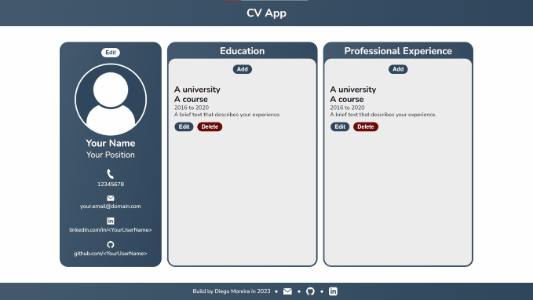 CV App
Edit
Your Name
Your Position
12345678
your.email@domain.com
linkedin.com/in/<YourUserName>
github.com/<YourUserName>
Education
Add
A university
A course
2016 to 2020
A brief text that describes your experience.
Edit Delete
Professional Experience
Add
A university
A course
2016 to 2020
A brief text that describes your experience.
Edit Delete
Build by Diego Moreira in 2023